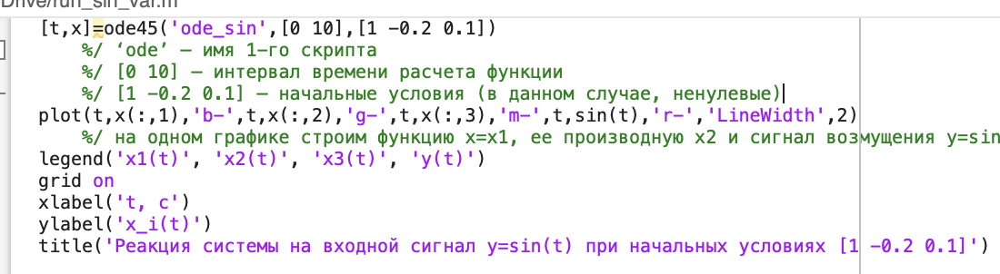 Drive/run_sin_var.m
[t,x]=ode45('ode_sin',[0 10],[1 -0.2 0.1])
%/ ‘ode’ – имя 1-го скрипта
%/ [0 10] – интервал времени расчета функции
%/ [1 -0.2 0.1] – начальные условия (в данном случае, ненулевые)
plot(t,x(:,1),'b-',t,x(:,2),'g-',t,x(:,3),'m-',t,sin(t),'r-','LineWidth',2)
%/ на одном графике строим функцию x=x1, ее производную x2 и сигнал возмущения y=sin
legend('x1(t)', 'x2(t)', 'x3(t)', 'y(t)')
grid on
xlabel('t, c')
ylabel('x_i(t)')
title('Реакция системы на входной сигнал y=sin(t) при начальных условиях [1 -0.2 0.1]')